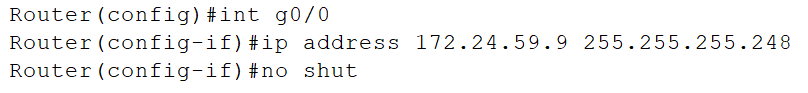 Router(config)#int g0/0
Router(config-if)#ip address 172.24.59.9 255.255.255.248
Router(config-if)#no shut